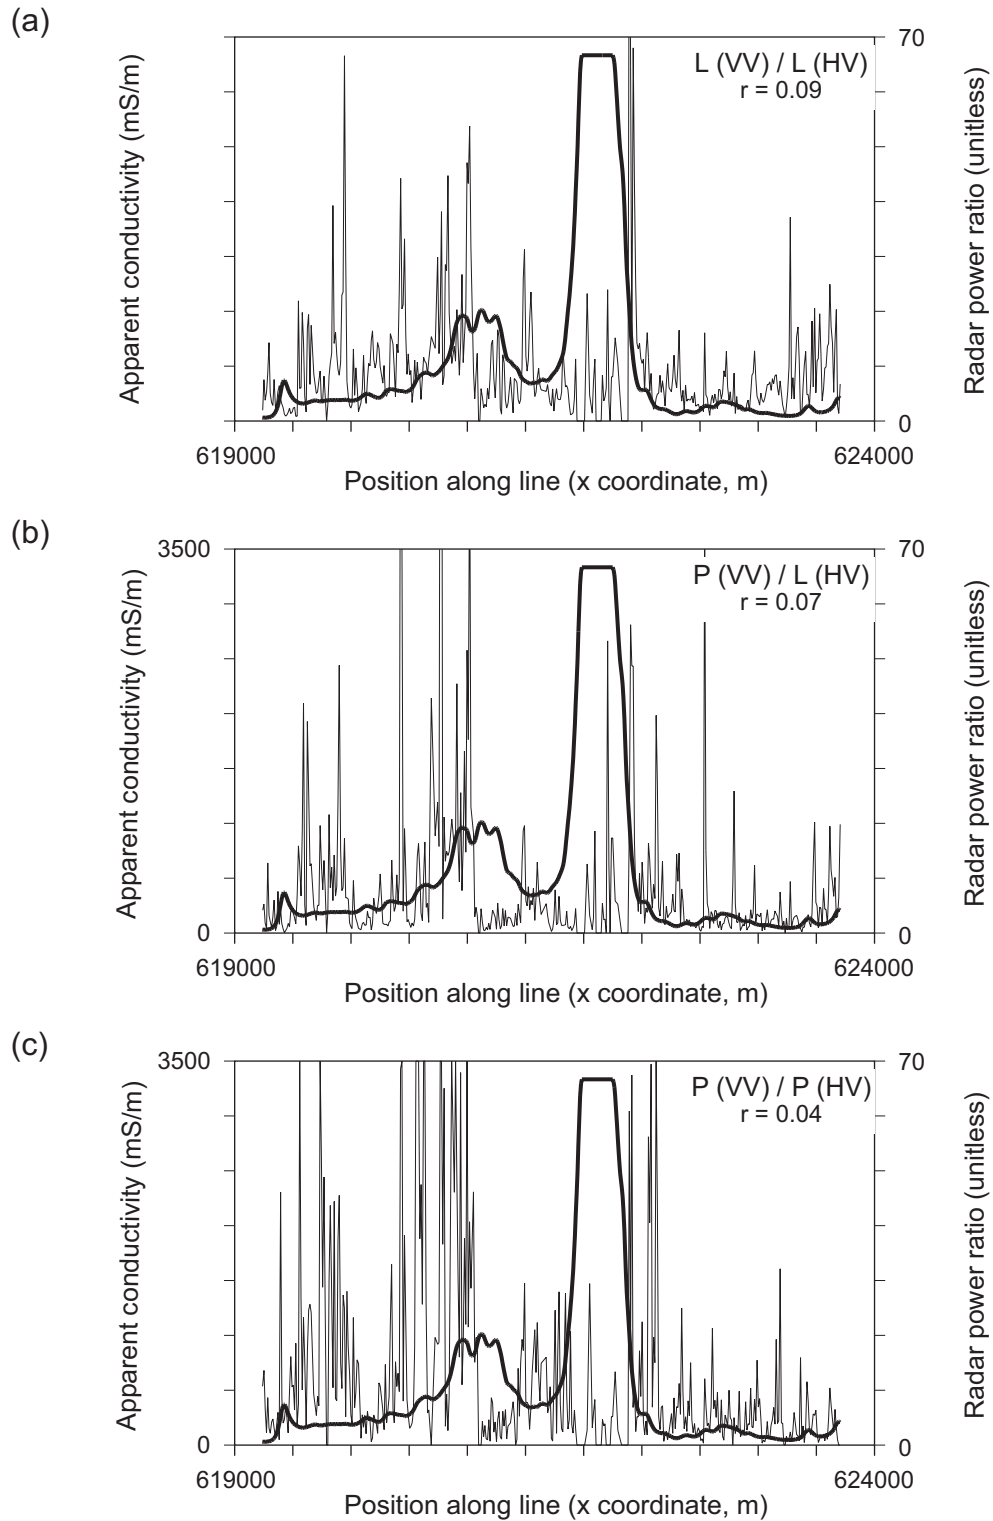 (a)
70
L (VV) / L (HV)
r = 0.09
Apparent conductivity (mS/m)
Radar power ratio (unitless)
0
619000
624000
Position along line (x coordinate, m)
(b)
3500
70
P (VV) / L (HV)
r = 0.07
Apparent conductivity (mS/m)
Radar power ratio (unitless)
0
0
619000
624000
Position along line (x coordinate, m)
(c)
3500
70
P (VV) / P (HV)
r = 0.04
Apparent conductivity (mS/m)
Radar power ratio (unitless)
0
0
619000
624000
Position along line (x coordinate, m)